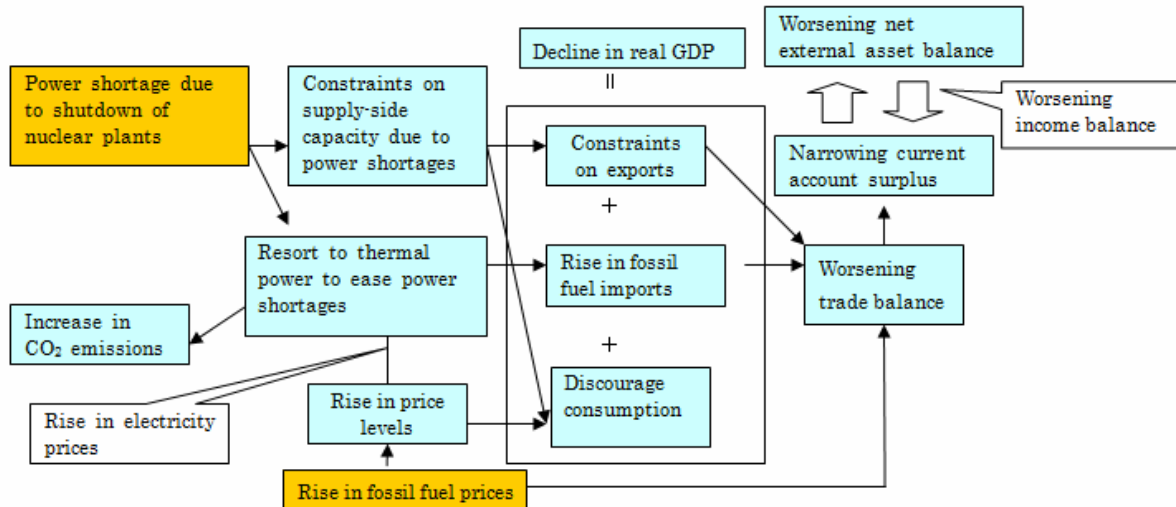 Decline in real GDP
=
Worsening net
external asset balance
Power shortage due
to shutdown of
nuclear plants
Constraints on
supply-side
capacity due to
power shortages
Worsening
income balance
Constraints
on exports
Narrowing current
account surplus
+
Resort to thermal
power to ease power
shortages
Rise in fossil
fuel imports
Worsening
trade balance
Increase in
CO₂ emissions
+
Discourage
consumption
Rise in price
levels
Rise in electricity
prices
Rise in fossil fuel prices